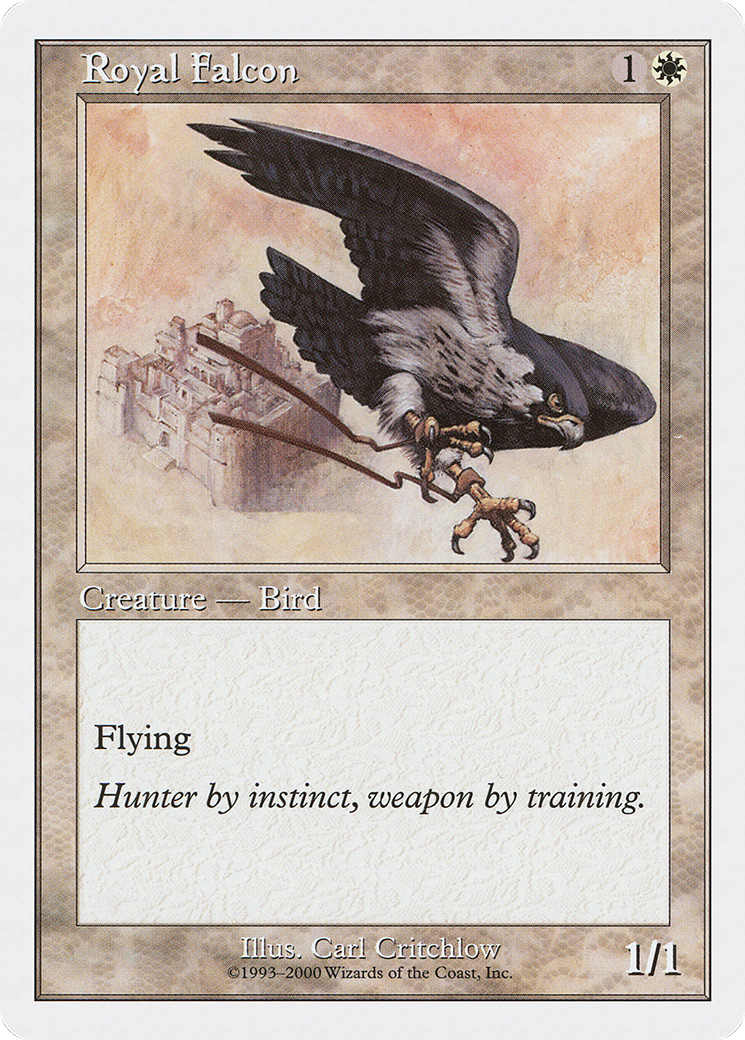 Royal Falcon 1
Creature — Bird
Flying
Hunter by instinct, weapon by training.
Illus. Carl Critchlow
©1993–2000 Wizards of the Coast, Inc.
1/1